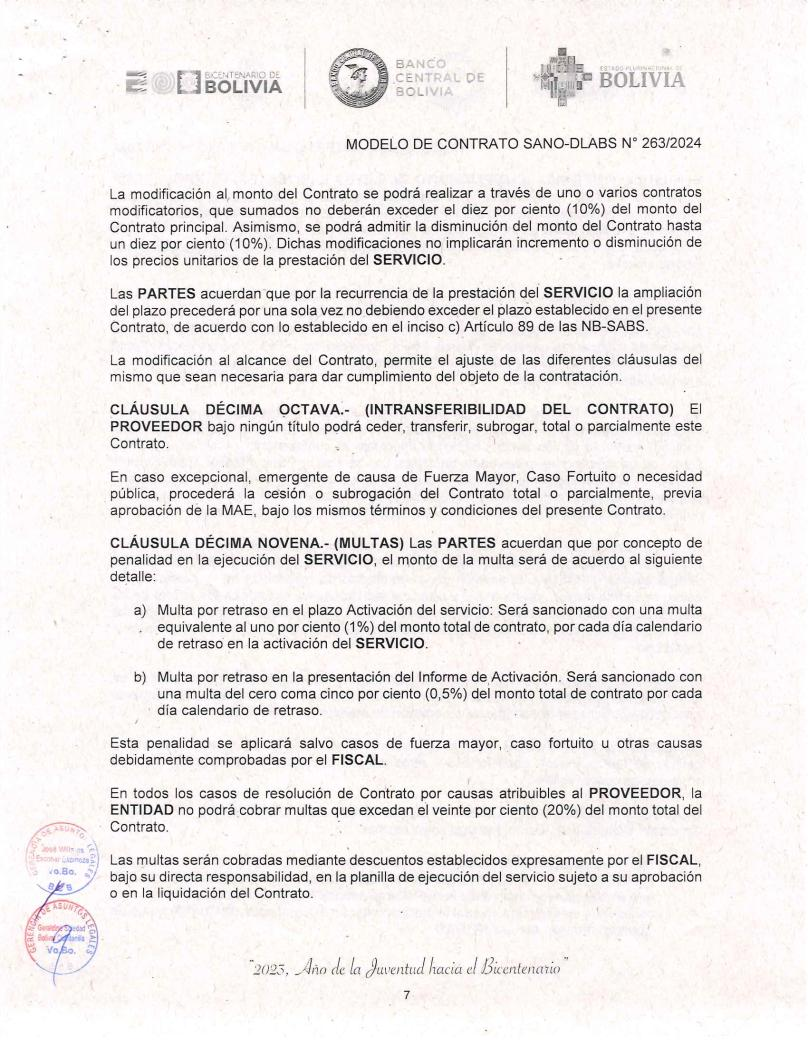 BICENTENARIO DE
BOLIVIA
BANCO
CENTRAL DE
BOLIVIA
ESTADO PLURINACIONAL DE
BOLIVIA
MODELO DE CONTRATO SANO-DLABS N° 263/2024
La modificación al monto del Contrato se podrá realizar a través de uno o varios contratos
modificatorios, que sumados no deberán exceder el diez por ciento (10%) del monto del
Contrato principal. Asimismo, se podrá admitir la disminución del monto del Contrato hasta
un diez por ciento (10%). Dichas modificaciones no implicarán incremento o disminución de
los precios unitarios de la prestación del SERVICIO.
Las PARTES acuerdan que por la recurrencia de la prestación del SERVICIO la ampliación
del plazo precederá por una sola vez no debiendo exceder el plazo establecido en el presente
Contrato, de acuerdo con lo establecido en el inciso c) Artículo 89 de las NB-SABS.
La modificación al alcance del Contrato, permite el ajuste de las diferentes cláusulas del
mismo que sean necesaria para dar cumplimiento del objeto de la contratación.
CLÁUSULA DÉCIMA OCTAVA.- (INTRANSFERIBILIDAD DEL CONTRATO) El
PROVEEDOR bajo ningún título podrá ceder, transferir, subrogar, total o parcialmente este
Contrato.
En caso excepcional, emergente de causa de Fuerza Mayor, Caso Fortuito o necesidad
pública, procederá la cesión o subrogación del Contrato total o parcialmente, previa
aprobación de la MAE, bajo los mismos términos y condiciones del presente Contrato.
CLÁUSULA DÉCIMA NOVENA.- (MULTAS) Las PARTES acuerdan que por concepto de
penalidad en la ejecución del SERVICIO, el monto de la multa será de acuerdo al siguiente
detalle:
a) Multa por retraso en el plazo Activación del servicio: Será sancionado con una multa
equivalente al uno por ciento (1%) del monto total de contrato, por cada día calendario
de retraso en la activación del SERVICIO.
b) Multa por retraso en la presentación del Informe de Activación. Será sancionado con
una multa del cero coma cinco por ciento (0,5%) del monto total de contrato por cada
día calendario de retraso.
Esta penalidad se aplicará salvo casos de fuerza mayor, caso fortuito u otras causas
debidamente comprobadas por el FISCAL.
En todos los casos de resolución de Contrato por causas atribuibles al PROVEEDOR, la
ENTIDAD no podrá cobrar multas que excedan el veinte por ciento (20%) del monto total del
Contrato.
Las multas serán cobradas mediante descuentos establecidos expresamente por el FISCAL,
bajo su directa responsabilidad, en la planilla de ejecución del servicio sujeto a su aprobación
o en la liquidación del Contrato.
GERENCIA DE ASUNTOS LEGALES
José
Escobar Espinoza
Vo.Bo.
GERENCIA DE ASUNTOS LEGALES
Soledad
Vo.Bo.
"2023, Año de la Juventud hacia el Bicentenario"
7